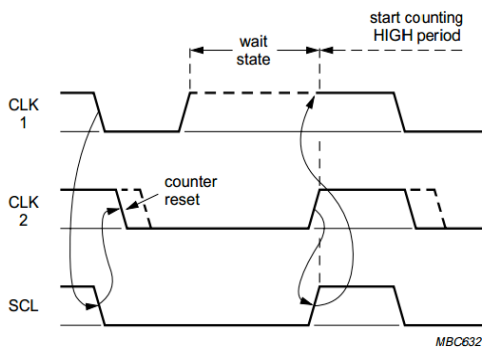 start counting
HIGH period
wait
state
CLK
1
counter
reset
CLK
2
SCL
MBC632